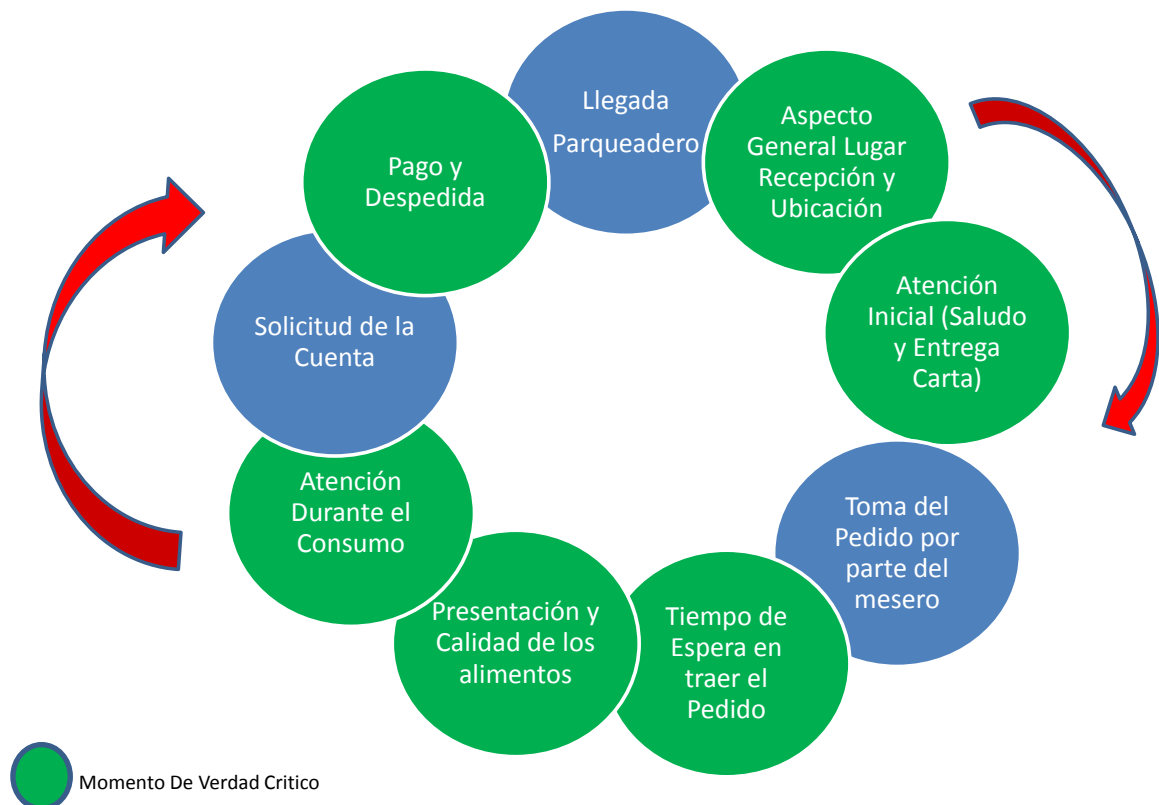 Llegada
Parqueadero
Aspecto
General Lugar
Recepción y
Ubicación
Atención
Inicial (Saludo
y Entrega
Carta)
Toma del
Pedido por
parte del
mesero
Tiempo de
Espera en
traer el
Pedido
Presentación y
Calidad de los
alimentos
Atención
Durante el
Consumo
Solicitud de la
Cuenta
Pago y
Despedida
Momento De Verdad Critico